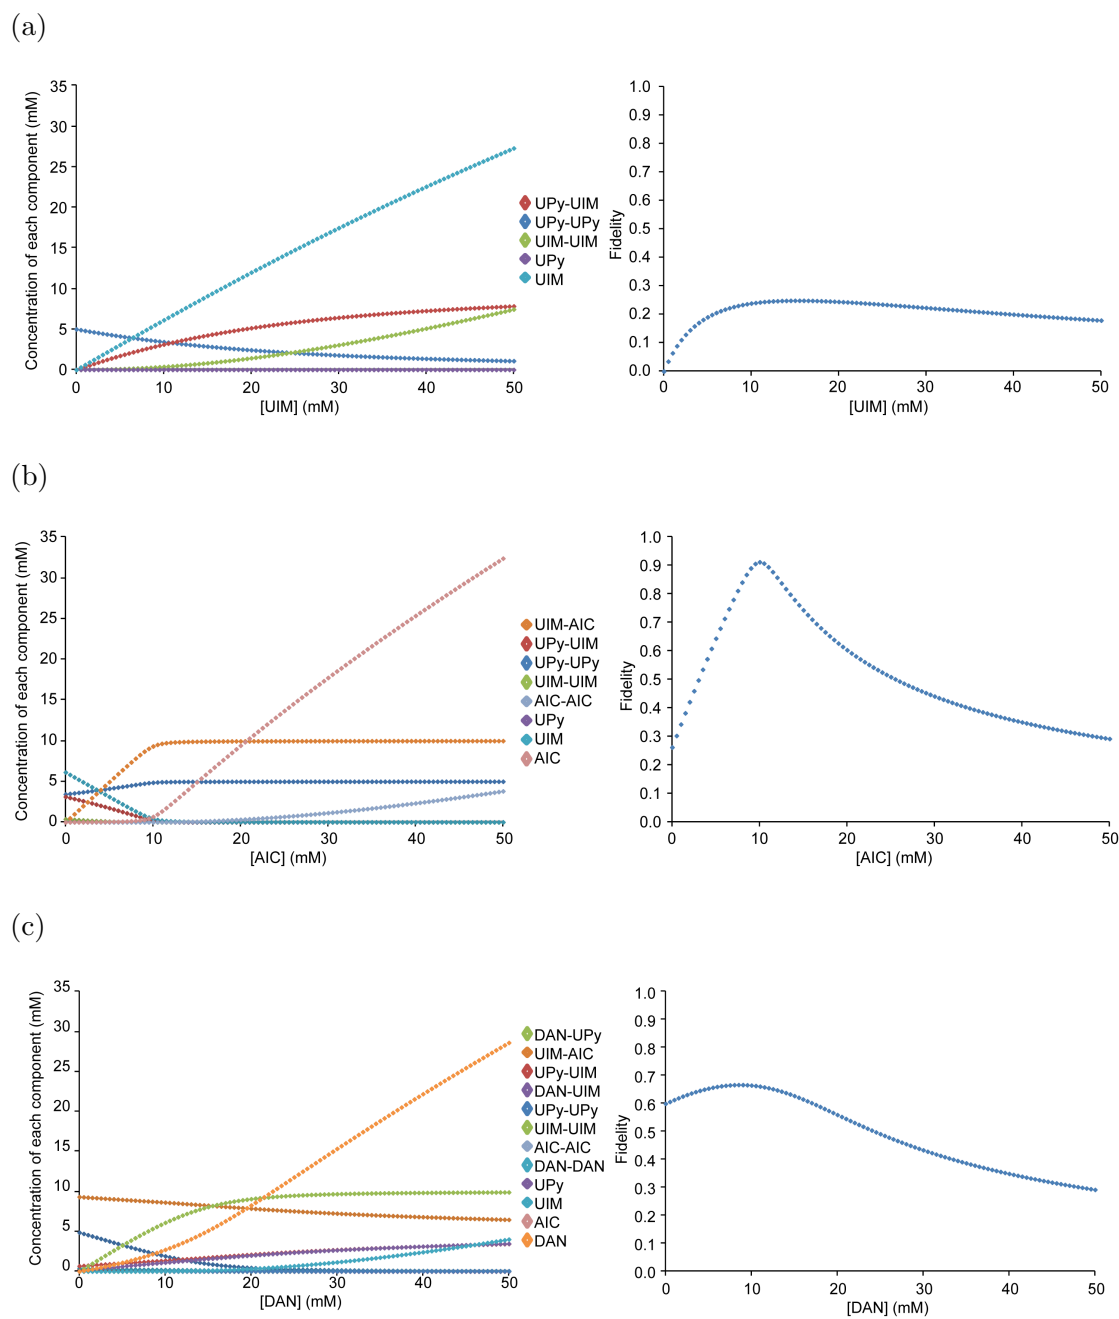 (a)
Concentration of each component (mM)
35
30
25
20
15
10
5
0
0 10 20 30 40 50
[UIM] (mM)
UPy-UIM
UPy-UPy
UIM-UIM
UPy
UIM
Fidelity
1.0
0.9
0.8
0.7
0.6
0.5
0.4
0.3
0.2
0.1
0.0
0 10 20 30 40 50
[UIM] (mM)
(b)
Concentration of each component (mM)
35
30
25
20
15
10
5
0
0 10 20 30 40 50
[AIC] (mM)
UIM-AIC
UPy-UIM
UPy-UPy
UIM-UIM
AIC-AIC
UPy
UIM
AIC
Fidelity
1.0
0.9
0.8
0.7
0.6
0.5
0.4
0.3
0.2
0.1
0.0
0 10 20 30 40 50
[AIC] (mM)
(c)
Concentration of each component (mM)
35
30
25
20
15
10
5
0
0 10 20 30 40 50
[DAN] (mM)
DAN-UPy
UIM-AIC
UPy-UIM
DAN-UIM
UPy-UPy
UIM-UIM
AIC-AIC
DAN-DAN
UPy
UIM
AIC
DAN
Fidelity
1.0
0.9
0.8
0.7
0.6
0.5
0.4
0.3
0.2
0.1
0.0
0 10 20 30 40 50
[DAN] (mM)